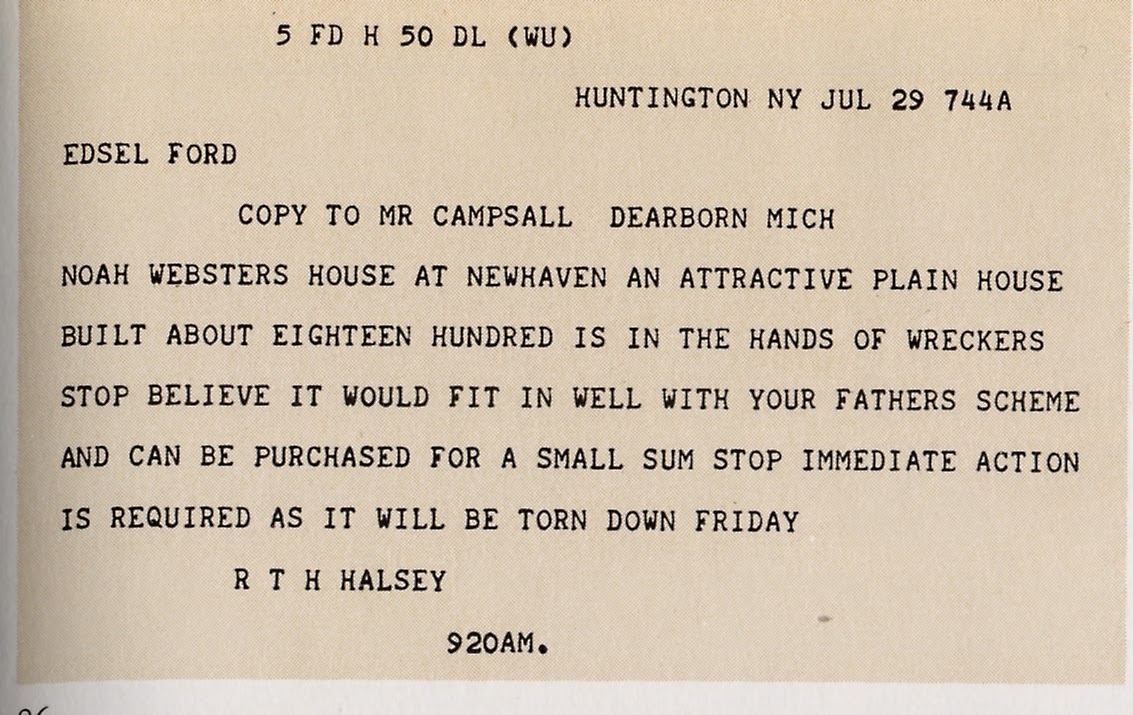 5 FD H 50 DL (WU)
HUNTINGTON NY JUL 29 744A
EDSEL FORD
COPY TO MR CAMPSALL DEARBORN MICH
NOAH WEBSTERS HOUSE AT NEWHAVEN AN ATTRACTIVE PLAIN HOUSE
BUILT ABOUT EIGHTEEN HUNDRED IS IN THE HANDS OF WRECKERS
STOP BELIEVE IT WOULD FIT IN WELL WITH YOUR FATHERS SCHEME
AND CAN BE PURCHASED FOR A SMALL SUM STOP IMMEDIATE ACTION
IS REQUIRED AS IT WILL BE TORN DOWN FRIDAY
R T H HALSEY
920AM.